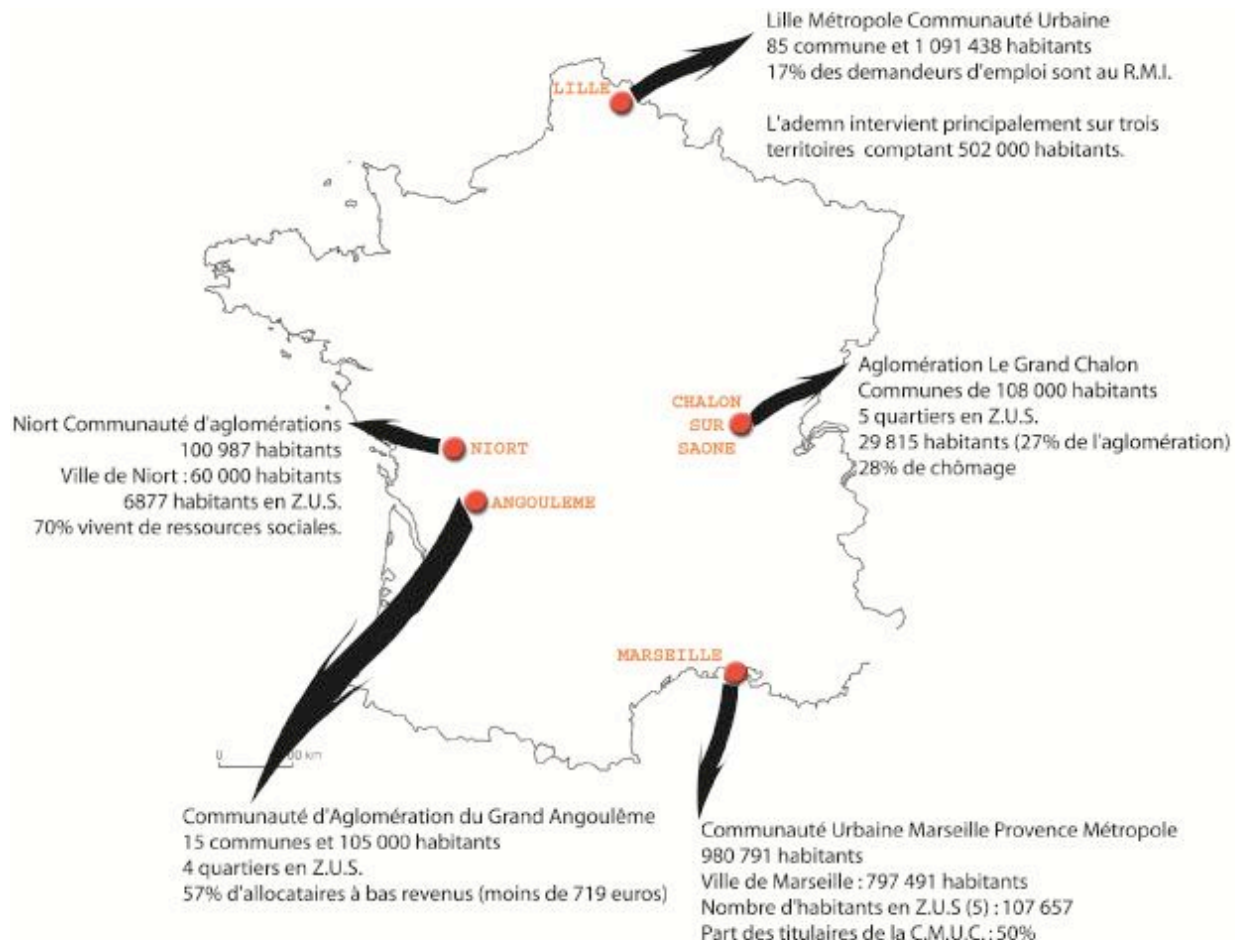 Lille Métropole Communauté Urbaine
85 commune et 1 091 438 habitants
17% des demandeurs d'emploi sont au R.M.I.
L'ademn intervient principalement sur trois
territoires comptant 502 000 habitants.
LILLE
Aglomération Le Grand Chalon
Communes de 108 000 habitants
5 quartiers en Z.U.S.
29 815 habitants (27% de l'aglomération)
28% de chômage
CHALON
SUR
SAONE
Niort Communauté d'aglomérations
100 987 habitants
Ville de Niort : 60 000 habitants
6877 habitants en Z.U.S.
70% vivent de ressources sociales.
NIORT
ANGOULEME
MARSEILLE
0 00 km
Communauté d'Aglomération du Grand Angoulême
15 communes et 105 000 habitants
4 quartiers en Z.U.S.
57% d'allocataires à bas revenus (moins de 719 euros)
Communauté Urbaine Marseille Provence Métropole
980 791 habitants
Ville de Marseille : 797 491 habitants
Nombre d'habitants en Z.U.S (5) : 107 657
Part des titulaires de la C.M.U.C. : 50%